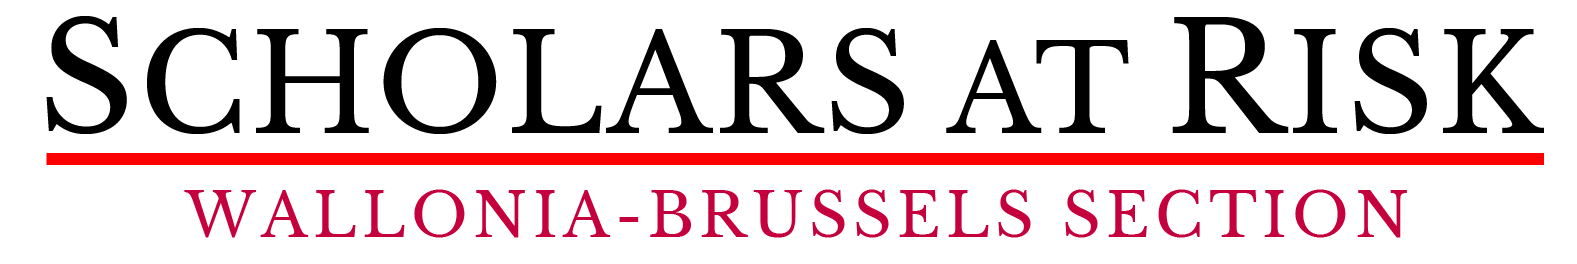 SCHOLARS AT RISK
WALLONIA-BRUSSELS SECTION